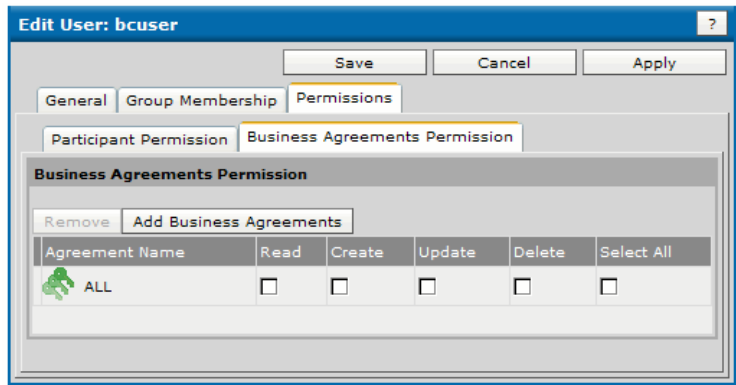 Edit User: bcuser ?
Save Cancel Apply
General Group Membership Permissions
Participant Permission Business Agreements Permission
Business Agreements Permission
Remove Add Business Agreements
Agreement Name Read Create Update Delete Select All
ALL